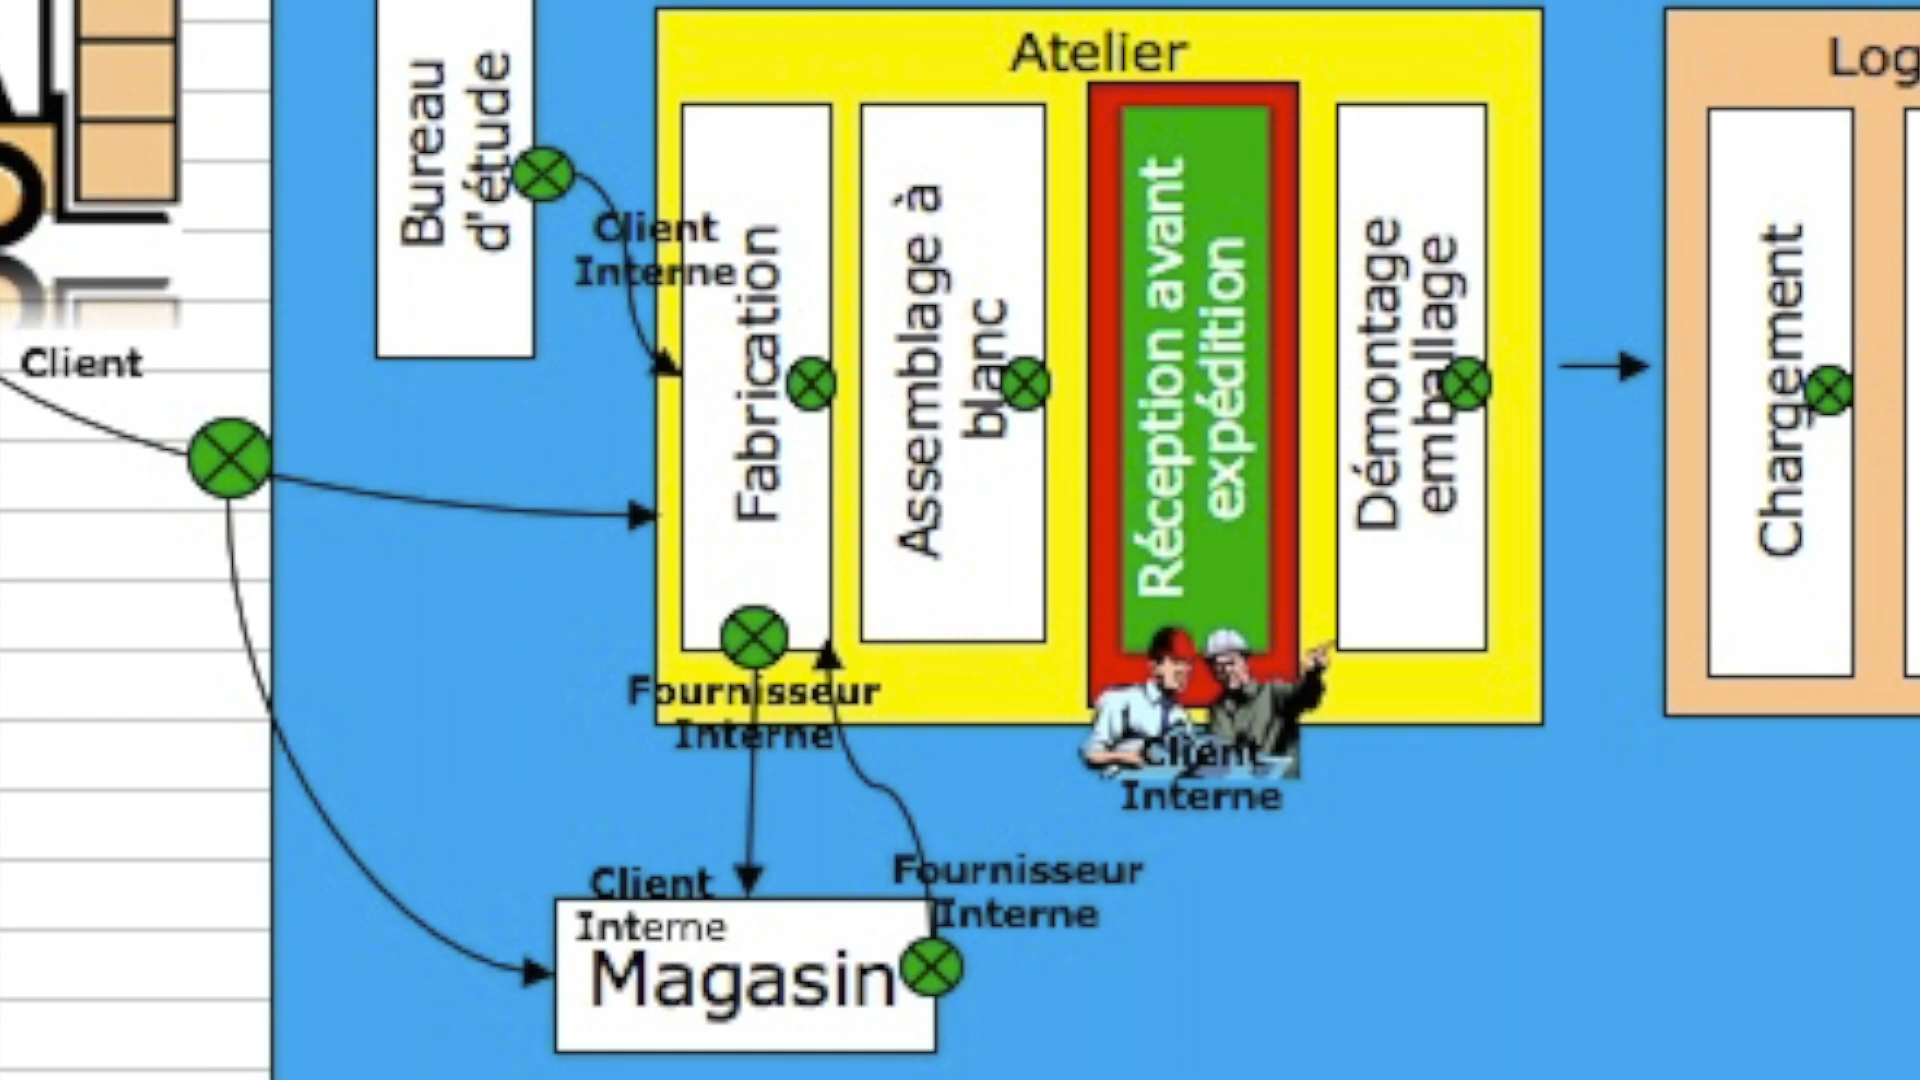 Bureau
d'étude
Client
Interne
Client
Atelier
Fabrication
Assemblage à
blanc
Réception avant
expédition
Démontage
emballage
Fournisseur
Interne
Client
Interne
Client
Interne
Magasin
Fournisseur
Interne
Log
Chargement